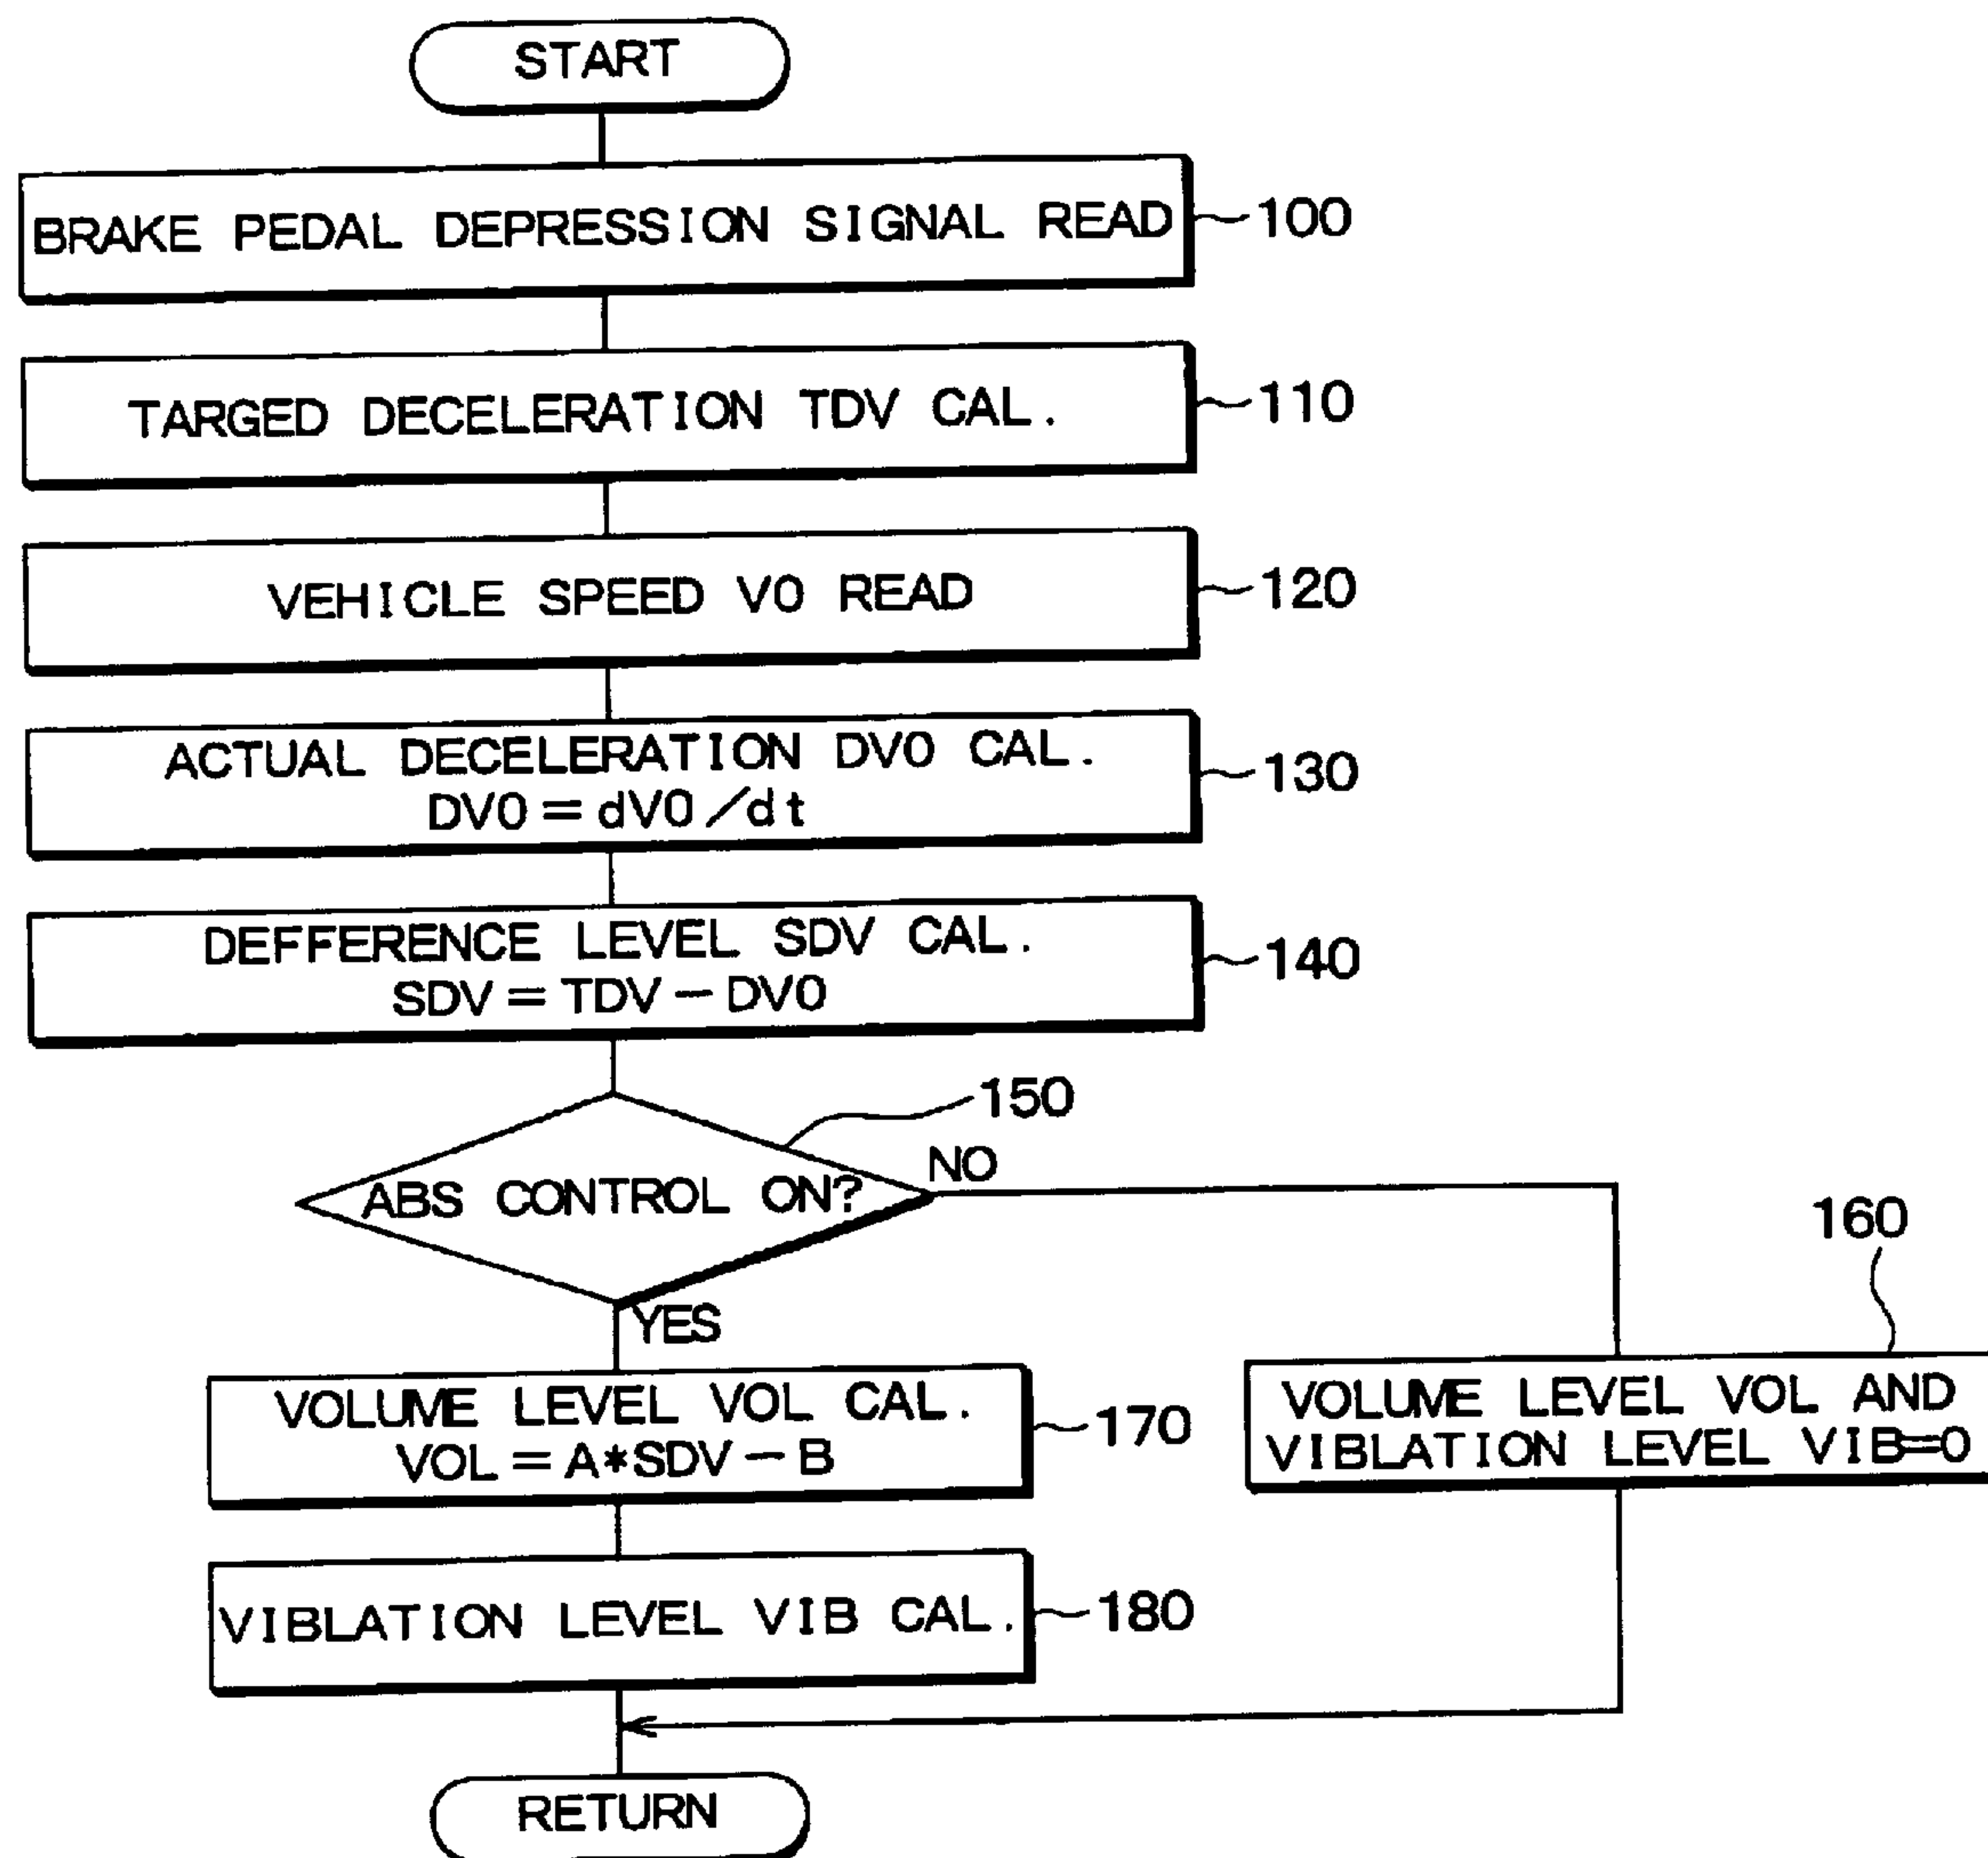 START
BRAKE PEDAL DEPRESSION SIGNAL READ
100
TARGED DECELERATION TDV CAL.
110
VEHICLE SPEED V0 READ
120
ACTUAL DECELERATION DV0 CAL.
DV0 = dV0/dt
130
DEFFERENCE LEVEL SDV CAL.
SDV = TDV - DV0
140
150
ABS CONTROL ON?
NO
YES
160
VOLUME LEVEL VOL AND
VIBLATION LEVEL VIB=0
VOLUME LEVEL VOL CAL.
VOL = A*SDV - B
170
VIBLATION LEVEL VIB CAL.
180
RETURN